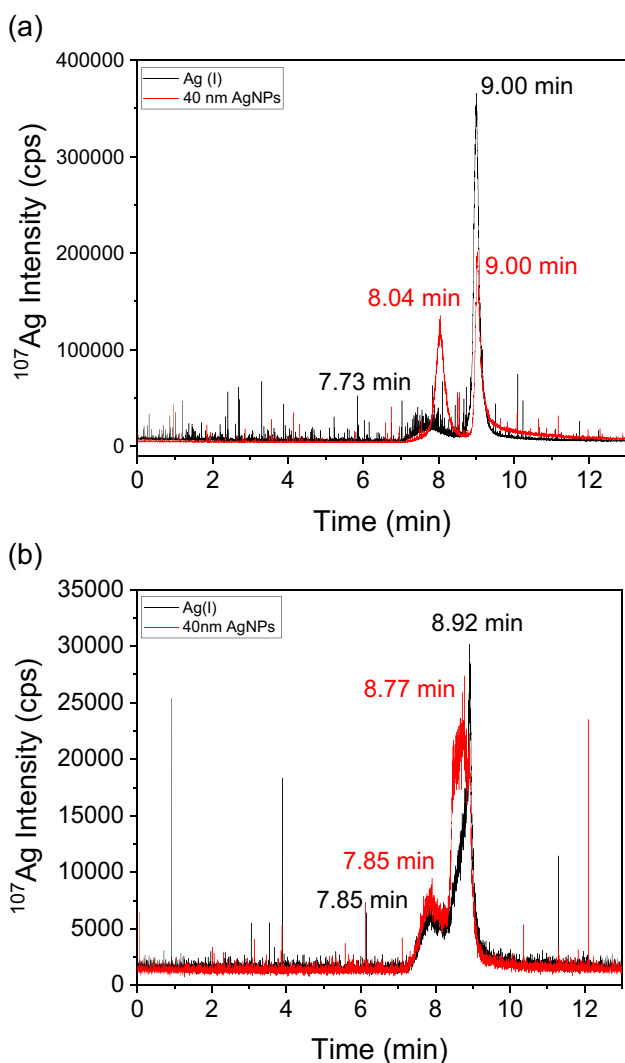 (a)
Ag (I)
40 nm AgNPs
9.00 min
9.00 min
8.04 min
7.73 min
400000
300000
200000
100000
0
¹⁰⁷Ag Intensity (cps)
0 2 4 6 8 10 12
Time (min)
(b)
Ag(I)
40nm AgNPs
8.92 min
8.77 min
7.85 min
7.85 min
35000
30000
25000
20000
15000
10000
5000
0
¹⁰⁷Ag Intensity (cps)
0 2 4 6 8 10 12
Time (min)